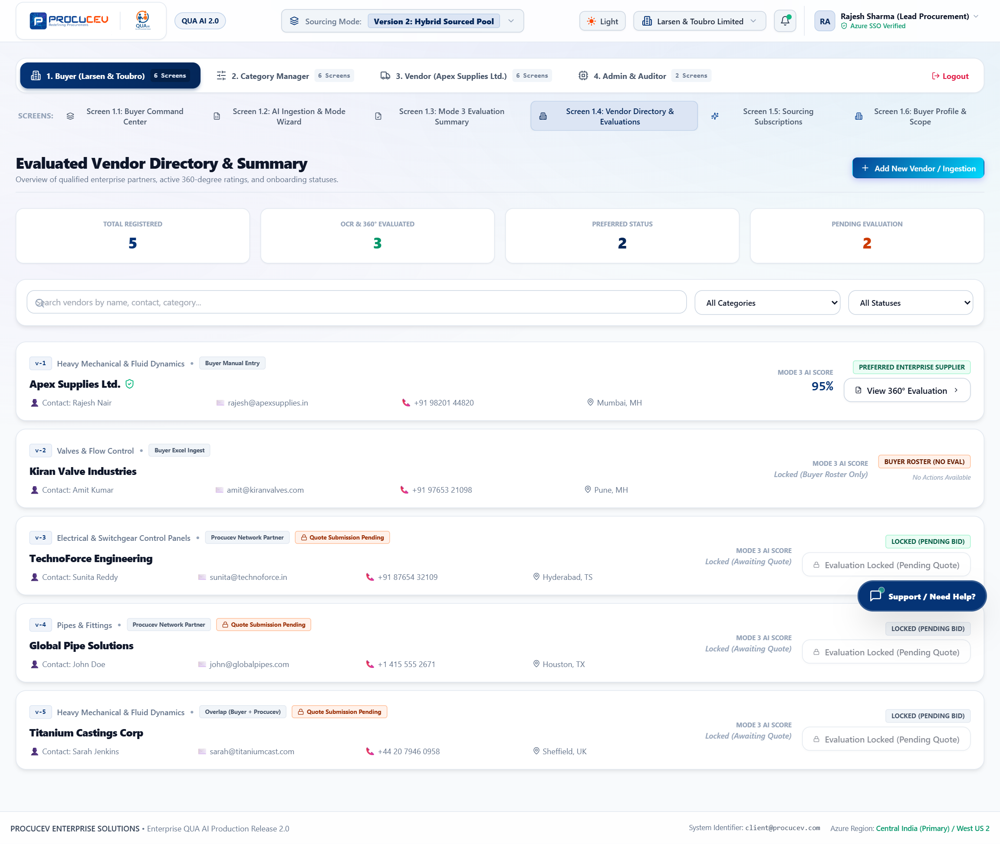 PROCUCEV
Redefining Procurement
QUA AI
QUA AI 2.0
Sourcing Mode: Version 2: Hybrid Sourced Pool
Light
Larsen & Toubro Limited
RA
Rajesh Sharma (Lead Procurement)
Azure SSO Verified
1. Buyer (Larsen & Toubro) 6 Screens
2. Category Manager 6 Screens
3. Vendor (Apex Supplies Ltd.) 6 Screens
4. Admin & Auditor 2 Screens
Logout
SCREENS:
Screen 1.1: Buyer Command
Center
Screen 1.2: AI Ingestion & Mode
Wizard
Screen 1.3: Mode 3 Evaluation
Summary
Screen 1.4: Vendor Directory &
Evaluations
Screen 1.5: Sourcing
Subscriptions
Screen 1.6: Buyer Profile &
Scope
Evaluated Vendor Directory & Summary
Overview of qualified enterprise partners, active 360-degree ratings, and onboarding statuses.
+ Add New Vendor / Ingestion
TOTAL REGISTERED
5
OCR & 360° EVALUATED
3
PREFERRED STATUS
2
PENDING EVALUATION
2
Search vendors by name, contact, category...
All Categories
All Statuses
v-1 Heavy Mechanical & Fluid Dynamics • Buyer Manual Entry
Apex Supplies Ltd.
Contact: Rajesh Nair
rajesh@apexsupplies.in
+91 98201 44820
Mumbai, MH
MODE 3 AI SCORE
95%
PREFERRED ENTERPRISE SUPPLIER
View 360° Evaluation
v-2 Valves & Flow Control • Buyer Excel Ingest
Kiran Valve Industries
Contact: Amit Kumar
amit@kiranvalves.com
+91 97653 21098
Pune, MH
MODE 3 AI SCORE
Locked (Buyer Roster Only)
BUYER ROSTER (NO EVAL)
No Actions Available
v-3 Electrical & Switchgear Control Panels • Procucev Network Partner Quote Submission Pending
TechnoForce Engineering
Contact: Sunita Reddy
sunita@technoforce.in
+91 87654 32109
Hyderabad, TS
MODE 3 AI SCORE
Locked (Awaiting Quote)
LOCKED (PENDING BID)
Evaluation Locked (Pending Quote)
Support / Need Help?
v-4 Pipes & Fittings • Procucev Network Partner Quote Submission Pending
Global Pipe Solutions
Contact: John Doe
john@globalpipes.com
+1 415 555 2671
Houston, TX
MODE 3 AI SCORE
Locked (Awaiting Quote)
LOCKED (PENDING BID)
Evaluation Locked (Pending Quote)
v-5 Heavy Mechanical & Fluid Dynamics • Overlap (Buyer + Procucev) Quote Submission Pending
Titanium Castings Corp
Contact: Sarah Jenkins
sarah@titaniumcast.com
+44 20 7946 0958
Sheffield, UK
MODE 3 AI SCORE
Locked (Awaiting Quote)
LOCKED (PENDING BID)
Evaluation Locked (Pending Quote)
PROCUCEV ENTERPRISE SOLUTIONS • Enterprise QUA AI Production Release 2.0
System Identifier: client@procucev.com
Azure Region: Central India (Primary) / West US 2